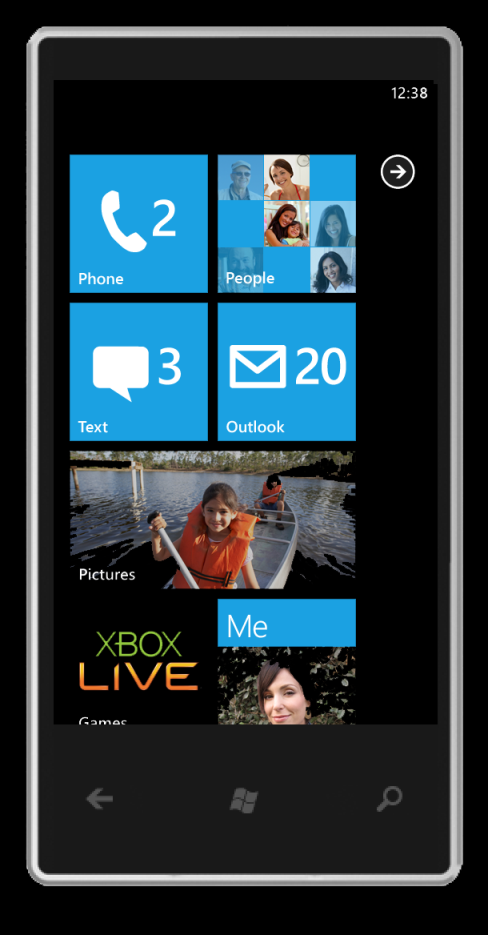 12:38
2
Phone
People
3
Text
20
Outlook
Pictures
XBOX
LIVE
Games
Me